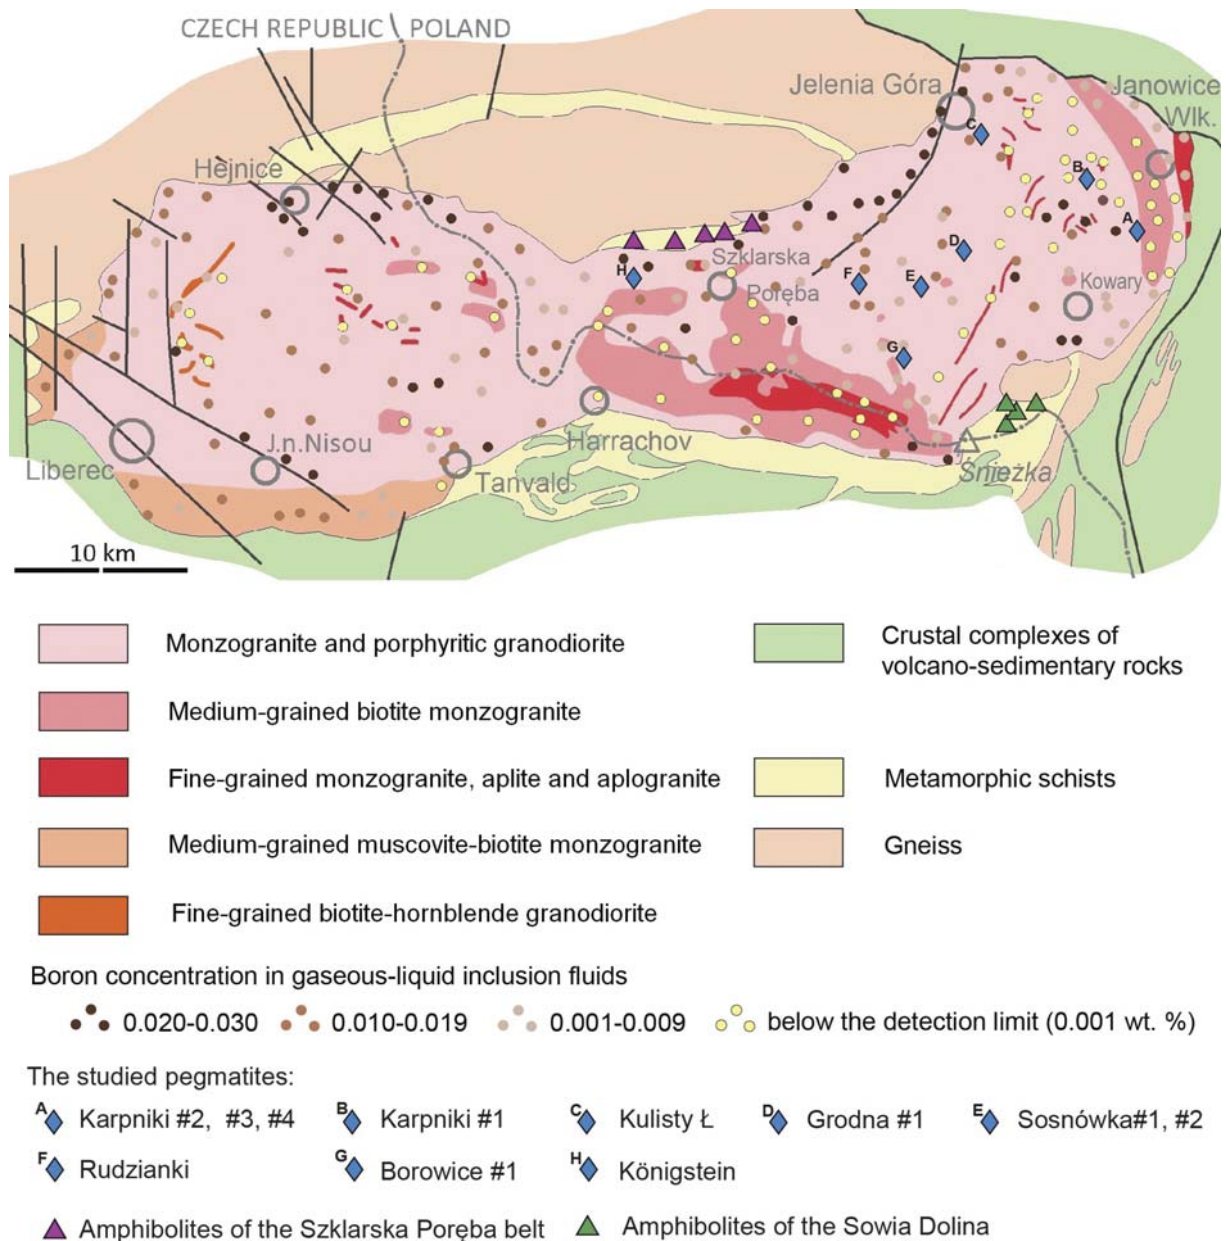 CZECH REPUBLIC POLAND
Jelenia Góra
Janowice
Wlk.
C
Hejnice
B
A
D
H
Szklarska
Poręba
F
E
Kowary
G
Harrachov
J.n.Nisou
Liberec
Tanvald
Śnieżka
10 km
Monzogranite and porphyritic granodiorite
Crustal complexes of
volcano-sedimentary rocks
Medium-grained biotite monzogranite
Fine-grained monzogranite, aplite and aplogranite
Metamorphic schists
Medium-grained muscovite-biotite monzogranite
Gneiss
Fine-grained biotite-hornblende granodiorite
Boron concentration in gaseous-liquid inclusion fluids
0.020-0.030 0.010-0.019 0.001-0.009 below the detection limit (0.001 wt. %)
The studied pegmatites:
A Karpniki #2, #3, #4 B Karpniki #1 C Kulisty Ł D Grodna #1 E Sosnówka#1, #2
F Rudzianki G Borowice #1 H Königstein
Amphibolites of the Szklarska Poręba belt Amphibolites of the Sowia Dolina